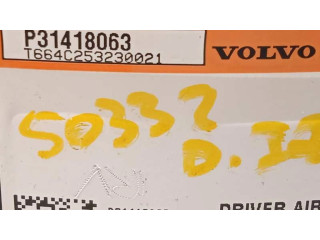 P31418063
T664C253230021
VOLVO
50332
DRIVER AIR